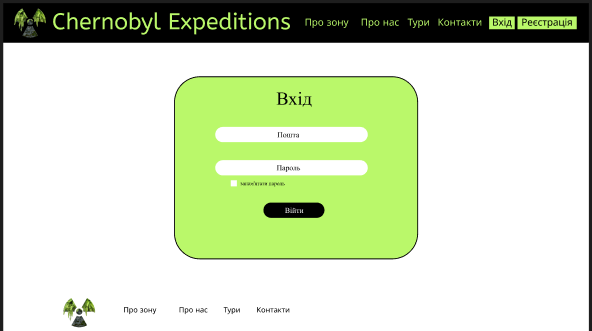 Chernobyl Expeditions Про зону Про нас Тури Контакти Вхід Реєстрація
Вхід
Пошта
Пароль
запам'ятати пароль
Війти
Про зону Про нас Тури Контакти